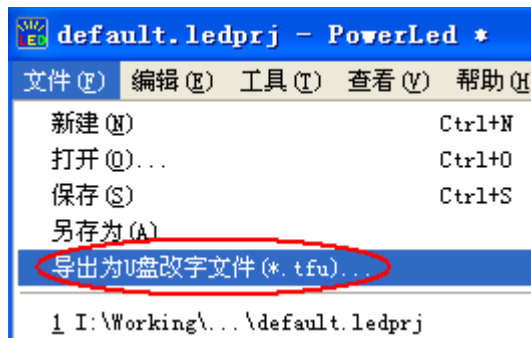 LED
default.ledprj - PowerLed *
文件(F) 编辑(E) 工具(T) 查看(V) 帮助(H
新建(N) Ctrl+N
打开(O)... Ctrl+O
保存(S) Ctrl+S
另存为(A)
导出为U盘改字文件(*.tfu)...
1 I:\Working\...\default.ledprj